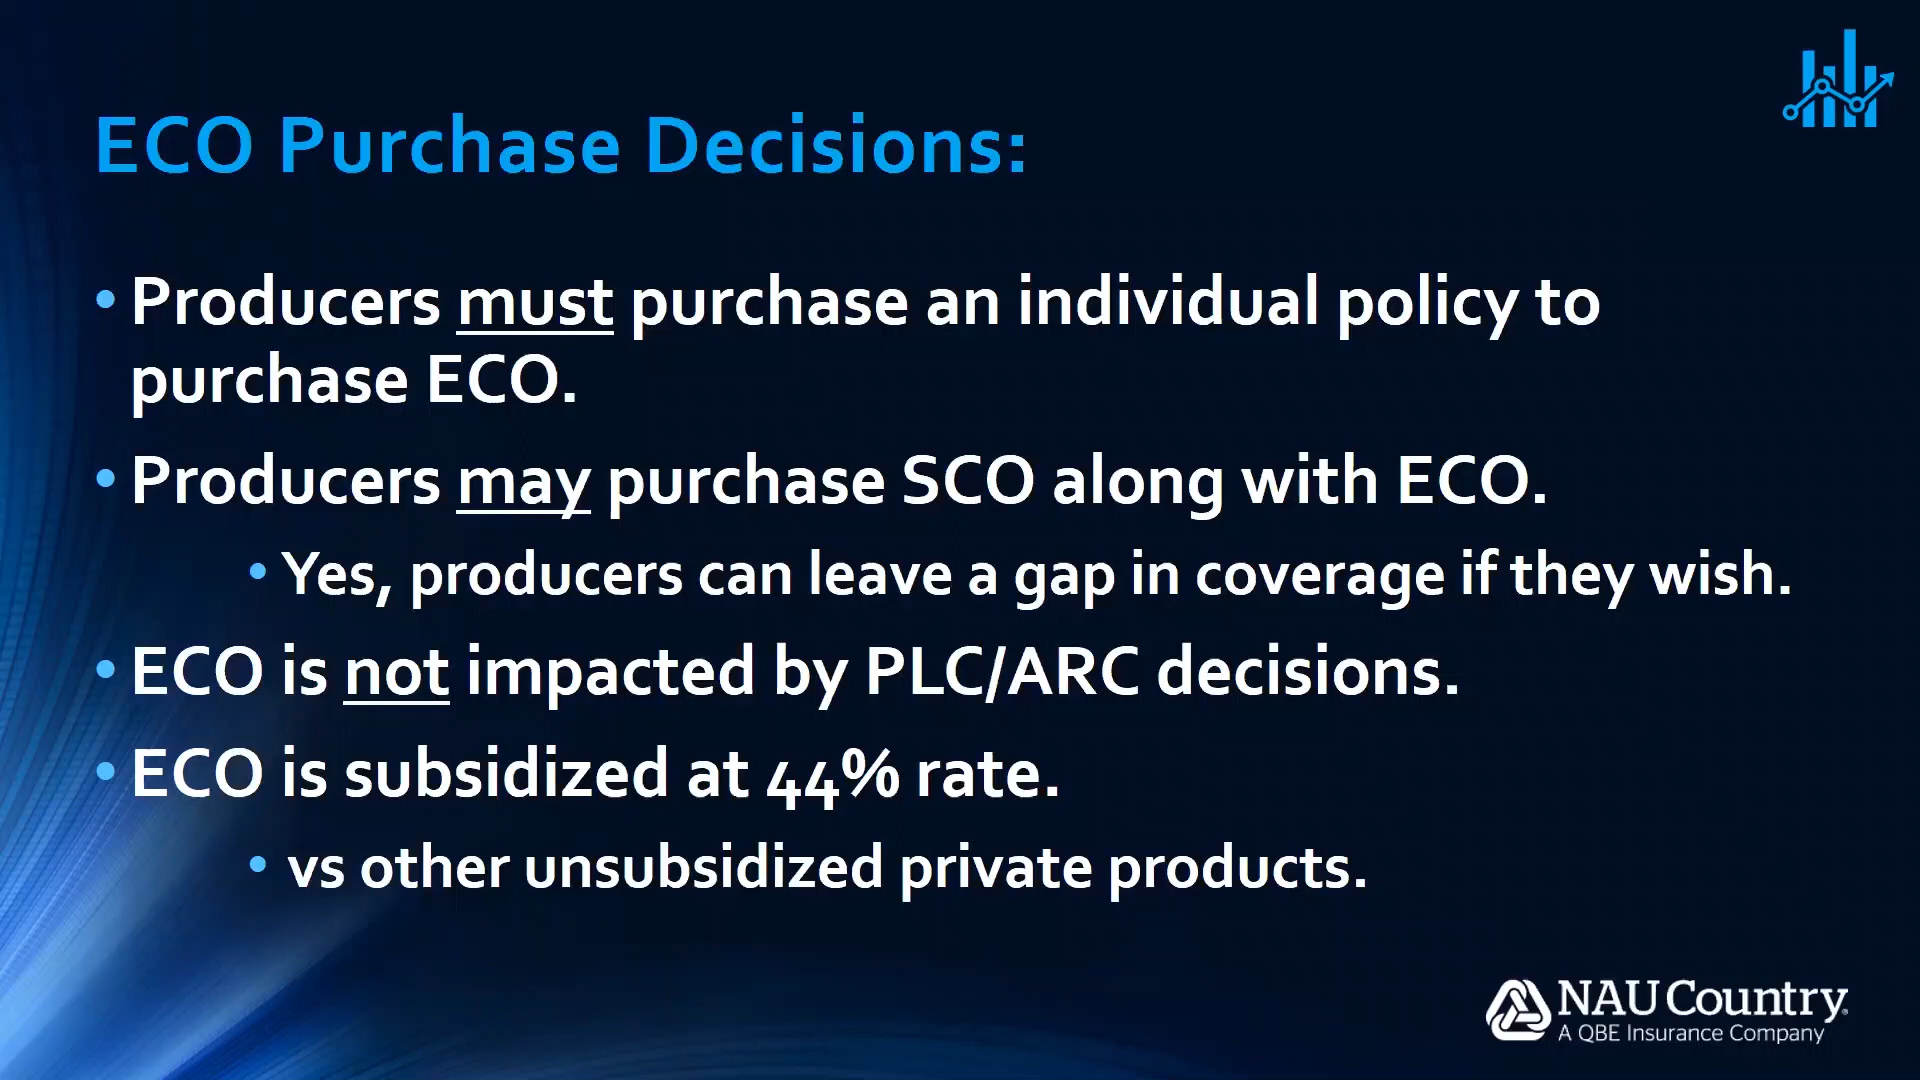 ECO Purchase Decisions:
• Producers must purchase an individual policy to
purchase ECO.
• Producers may purchase SCO along with ECO.
• Yes, producers can leave a gap in coverage if they wish.
• ECO is not impacted by PLC/ARC decisions.
• ECO is subsidized at 44% rate.
• vs other unsubsidized private products.
NAU Country®
A QBE Insurance Company